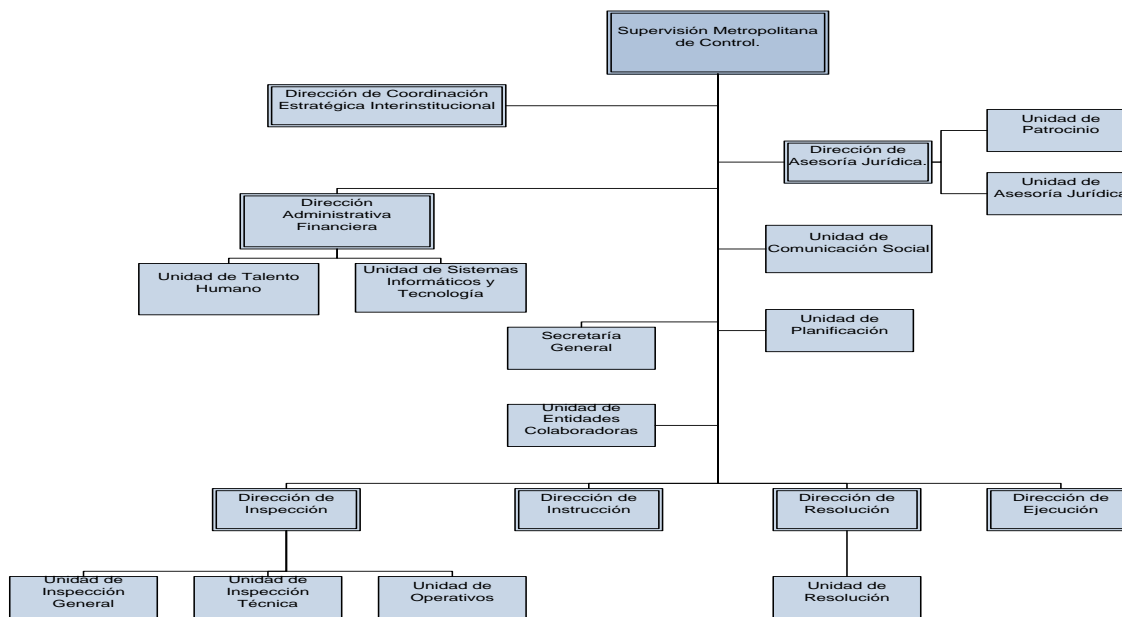 Supervisión Metropolitana
de Control.
Dirección de Coordinación
Estratégica Interinstitucional
Unidad de
Patrocinio
Dirección de
Asesoría Jurídica.
Unidad de
Asesoría Jurídica
Dirección
Administrativa
Financiera
Unidad de
Comunicación Social
Unidad de Talento
Humano
Unidad de Sistemas
Informáticos y
Tecnología
Secretaría
General
Unidad de
Planificación
Unidad de
Entidades
Colaboradoras
Dirección de
Inspección
Dirección de
Instrucción
Dirección de
Resolución
Dirección de
Ejecución
Unidad de
Inspección
General
Unidad de
Inspección
Técnica
Unidad de
Operativos
Unidad de
Resolución